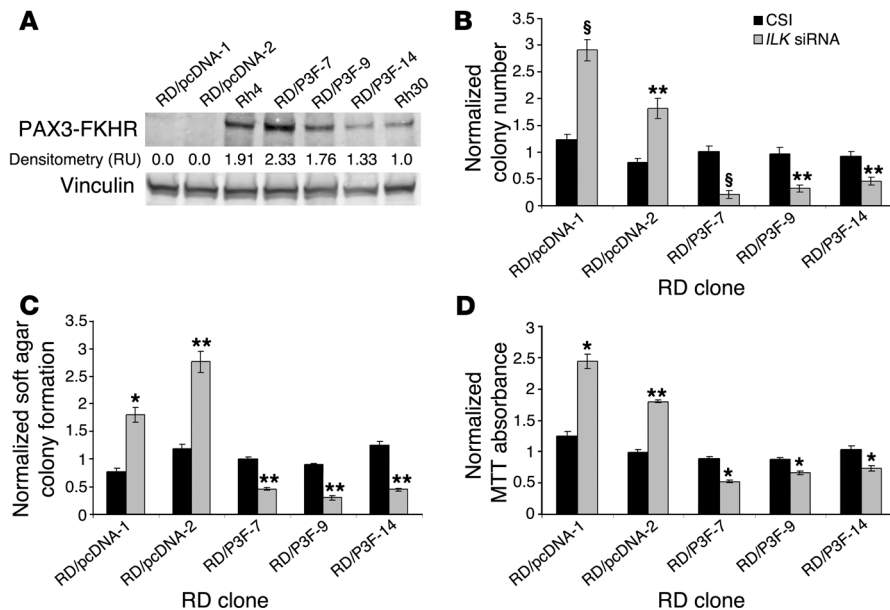 A
RD/pcDNA-1 RD/pcDNA-2 Rh4 RD/P3F-7 RD/P3F-9 RD/P3F-14 Rh30
PAX3-FKHR
Densitometry (RU) 0.0 0.0 1.91 2.33 1.76 1.33 1.0
Vinculin
B
CSI
ILK siRNA
Normalized
colony number
3.5
3
2.5
2
1.5
1
0.5
0
§ ** § ** **
RD/pcDNA-1 RD/pcDNA-2 RD/P3F-7 RD/P3F-9 RD/P3F-14
RD clone
C
Normalized soft agar
colony formation
3.5
3
2.5
2
1.5
1
0.5
0
* ** ** ** **
RD/pcDNA-1 RD/pcDNA-2 RD/P3F-7 RD/P3F-9 RD/P3F-14
RD clone
D
Normalized
MTT absorbance
3
2.5
2
1.5
1
0.5
0
* ** * * *
RD/pcDNA-1 RD/pcDNA-2 RD/P3F-7 RD/P3F-9 RD/P3F-14
RD clone